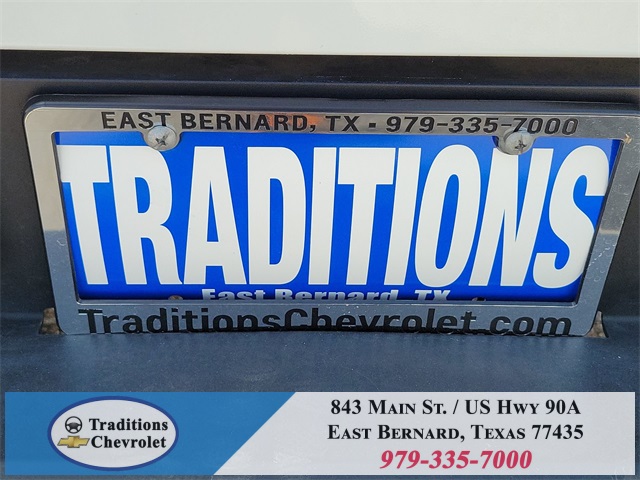 EAST BERNARD, TX - 979-335-7000
TRADITIONS
East Bernard, TX
TraditionsChevrolet.com
Traditions
Chevrolet
843 Main St. / US Hwy 90A
East Bernard, Texas 77435
979-335-7000